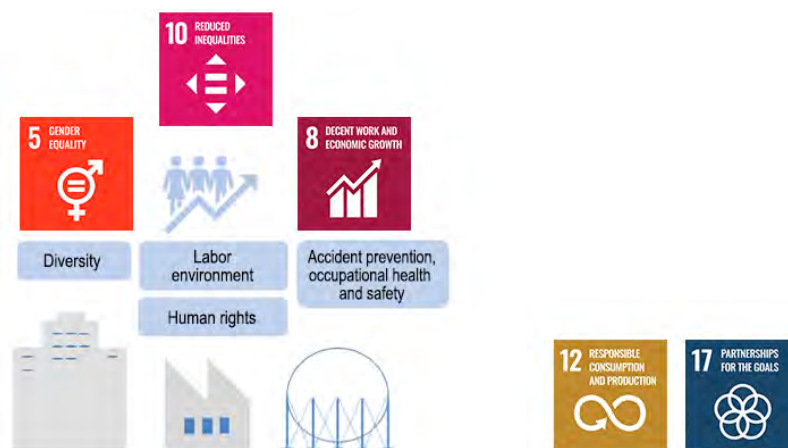 10 REDUCED
INEQUALITIES
5 GENDER
EQUALITY
8 DECENT WORK AND
ECONOMIC GROWTH
Diversity
Labor
environment
Accident prevention,
occupational health
and safety
Human rights
12 RESPONSIBLE
CONSUMPTION
AND PRODUCTION
17 PARTNERSHIPS
FOR THE GOALS